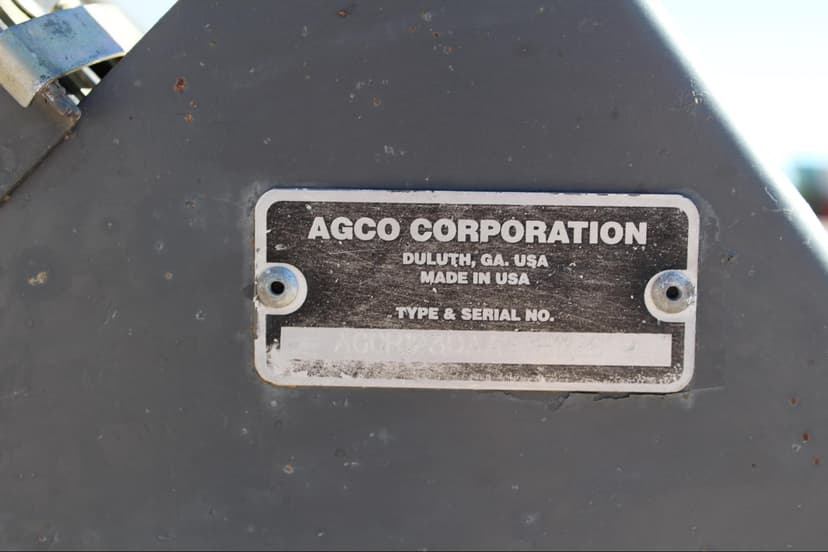 AGCO CORPORATION
DULUTH, GA. USA
MADE IN USA
TYPE & SERIAL NO.